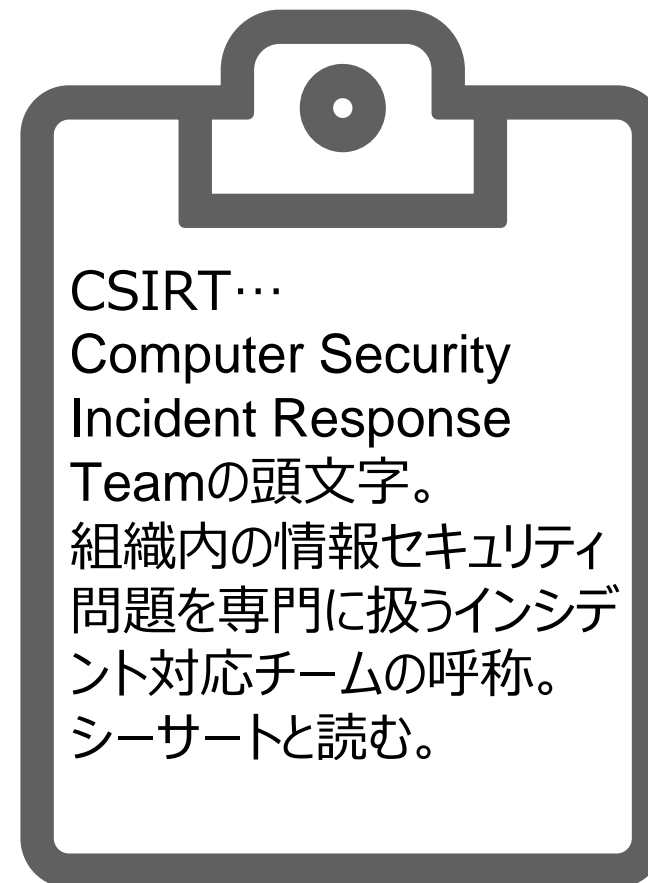 CSIRT…
Computer Security
Incident Response
Teamの頭文字。
組織内の情報セキュリティ
問題を専門に扱うインシデ
ント対応チームの呼称。
シーサートと読む。